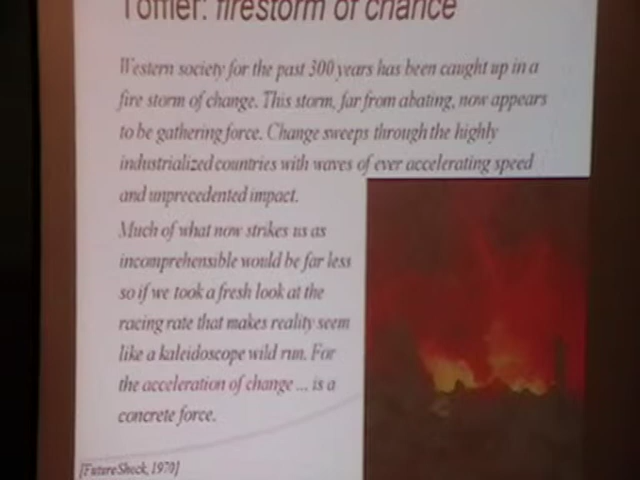 Toffler: firestorm of change
Western society for the past 300 years has been caught up in a
fire storm of change. This storm, far from abating, now appears
to be gathering force. Change sweeps through the highly
industrialized countries with waves of ever accelerating speed
and unprecedented impact.
Much of what now strikes us as
incomprehensible would be far less
so if we took a fresh look at the
racing rate that makes reality seem
like a kaleidoscope wild run. For
the acceleration of change ... is a
concrete force.
[Future Shock, 1970]